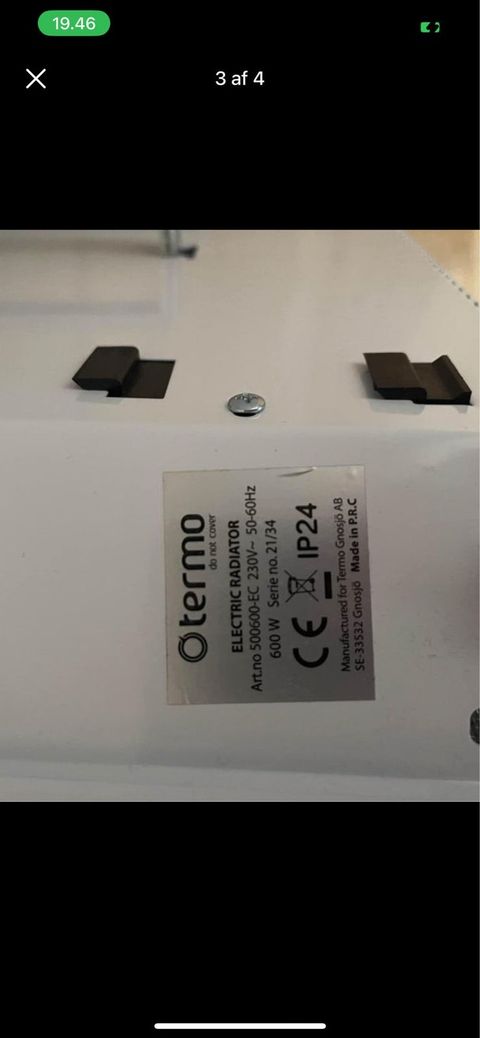 19.46
3 af 4
termo
do not cover
ELECTRIC RADIATOR
Art.no 500600-EC 230V~ 50-60Hz
600 W Serie no. 21/34
CE IP24
Manufactured for Termo Gnosjö AB
SE-33532 Gnosjö Made in P.R.C